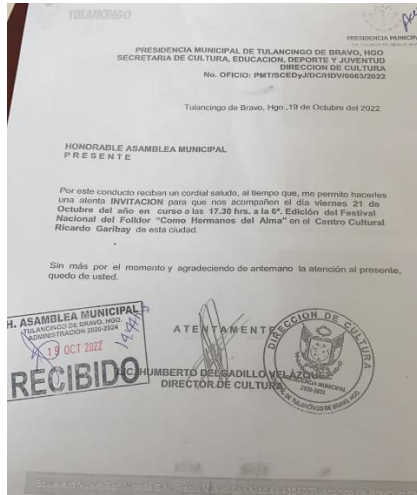 TULANCINGO
PRESIDENCIA MUNICIPAL
PRESIDENCIA MUNICIPAL DE TULANCINGO DE BRAVO, HGO
SECRETARIA DE CULTURA, EDUCACION, DEPORTE Y JUVENTUD
DIRECCION DE CULTURA
No. OFICIO: PMT/SCEDyJ/DC/HDV/0063/2022
Tulancingo de Bravo, Hgo.,19 de Octubre del 2022
HONORABLE ASAMBLEA MUNICIPAL
P R E S E N T E
Por este conducto reciban un cordial saludo, al tiempo que, me permito hacerles
una atenta INVITACION para que nos acompañen el día viernes 21 de
Octubre del año en curso a las 17.30 hrs. a la 6ª. Edición del Festival
Nacional del Folklor "Como Hermanos del Alma" en el Centro Cultural
Ricardo Garibay de esta ciudad.
Sin más por el momento y agradeciendo de antemano la atención al presente,
quedo de usted.
H. ASAMBLEA MUNICIPAL
TULANCINGO DE BRAVO, HGO.
ADMINISTRACIÓN 2020-2024
19 OCT 2022
RECIBIDO
A T E N T A M E N T E
LIC. HUMBERTO DELGADILLO VELÁZQUEZ
DIRECTOR DE CULTURA
DIRECCION DE CULTURA
PRESIDENCIA MUNICIPAL
2020-2024
DE TULANCINGO DE BRAVO, HGO.